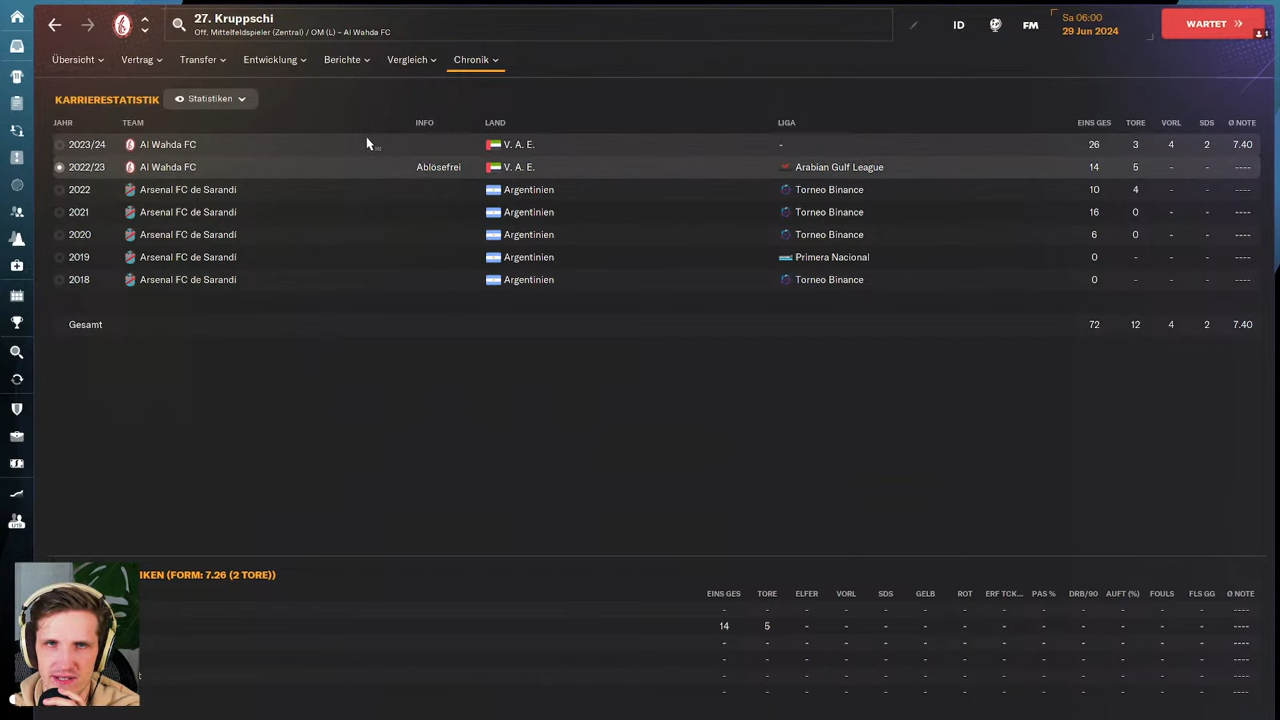 27. Kruppschi
Off. Mittelfeldspieler (Zentral) / OM (L) – Al Wahda FC
ID
FM
Sa 06:00
29 Jun 2024
WARTET
1
Übersicht
Vertrag
Transfer
Entwicklung
Berichte
Vergleich
Chronik
KARRIERESTATISTIK
Statistiken
JAHR TEAM INFO LAND LIGA EINS GES TORE VORL SDS Ø NOTE
2023/24 Al Wahda FC V. A. E. - 26 3 4 2 7.40
2022/23 Al Wahda FC Ablösefrei V. A. E. Arabian Gulf League 14 5 - - ----
2022 Arsenal FC de Sarandí Argentinien Torneo Binance 10 4 - - ----
2021 Arsenal FC de Sarandí Argentinien Torneo Binance 16 0 - - ----
2020 Arsenal FC de Sarandí Argentinien Torneo Binance 6 0 - - ----
2019 Arsenal FC de Sarandí Argentinien Primera Nacional 0 - - - ----
2018 Arsenal FC de Sarandí Argentinien Torneo Binance 0 - - - ----
Gesamt 72 12 4 2 7.40
IKEN (FORM: 7.26 (2 TORE))
EINS GES TORE ELFER VORL SDS GELB ROT ERF TCK... PAS % DRB/90 AUFT (%) FOULS FLS GG Ø NOTE
- - - - - - - - - - - - - ----
14 5 - - - - - - - - - - - ----
- - - - - - - - - - - - - ----
- - - - - - - - - - - - - ----
t - - - - - - - - - - - - - ----
- - - - - - - - - - - - - ----